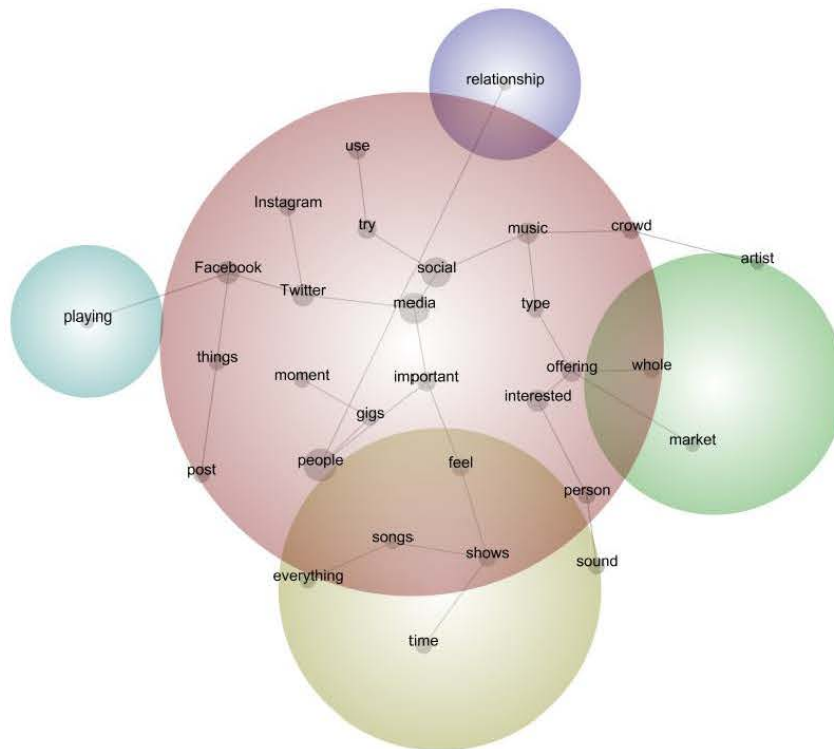 relationship
use
Instagram
try
music
crowd
artist
Facebook
social
Twitter
media
type
playing
things
moment
important
offering
whole
interested
gigs
market
people
feel
post
person
songs
shows
sound
everything
time